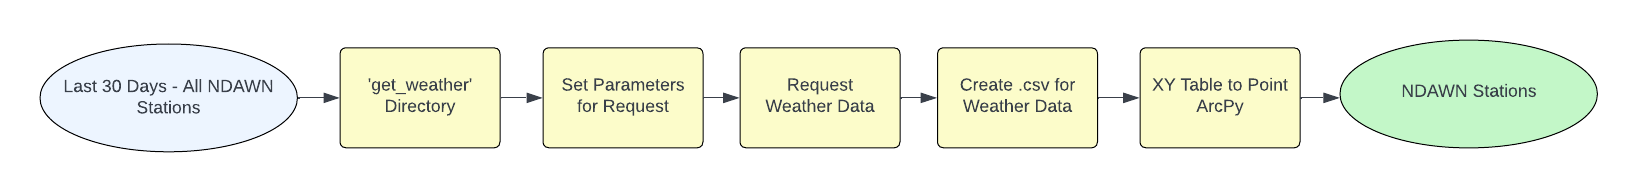 Last 30 Days - All NDAWN
Stations
'get_weather'
Directory
Set Parameters
for Request
Request
Weather Data
Create .csv for
Weather Data
XY Table to Point
ArcPy
NDAWN Stations